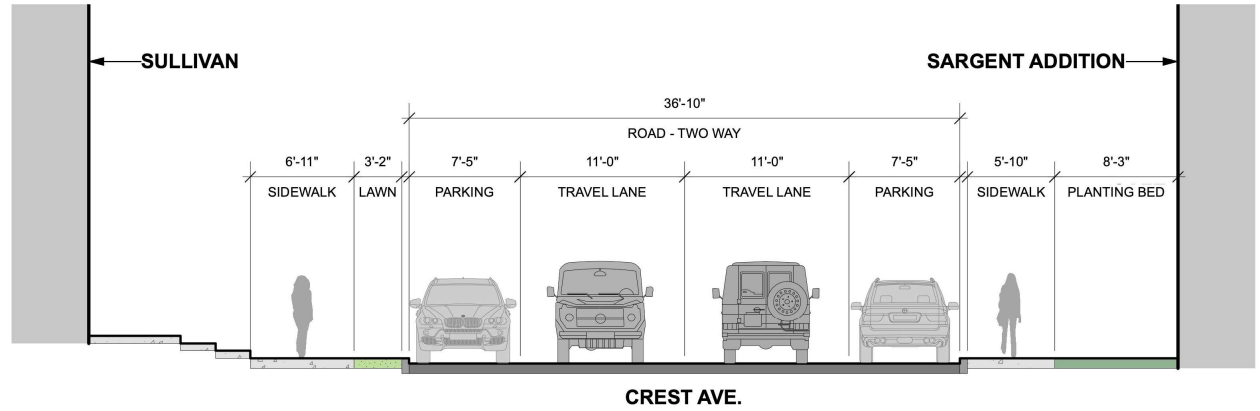 SULLIVAN
SARGENT ADDITION
36'-10"
ROAD - TWO WAY
6'-11" 3'-2" 7'-5" 11'-0" 11'-0" 7'-5" 5'-10" 8'-3"
SIDEWALK LAWN PARKING TRAVEL LANE TRAVEL LANE PARKING SIDEWALK PLANTING BED
CREST AVE.